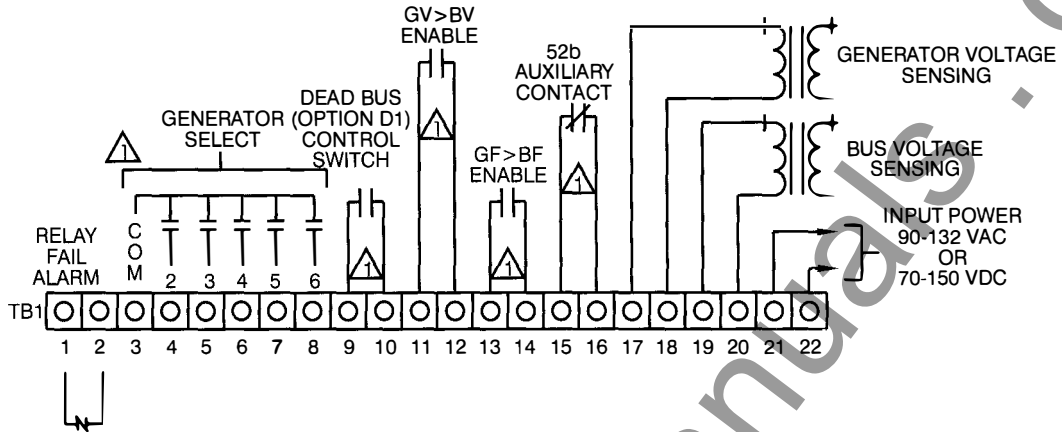 GV>BV
ENABLE
52b
AUXILIARY
CONTACT
GENERATOR VOLTAGE
SENSING
DEAD BUS
(OPTION D1)
CONTROL
SWITCH
GENERATOR
SELECT
1
1
GF>BF
ENABLE
1
BUS VOLTAGE
SENSING
INPUT POWER
90-132 VAC
OR
70-150 VDC
RELAY
FAIL
ALARM
COM
2 3 4 5 6
1
1
TB1
1 2 3 4 5 6 7 8 9 10 11 12 13 14 15 16 17 18 19 20 21 22